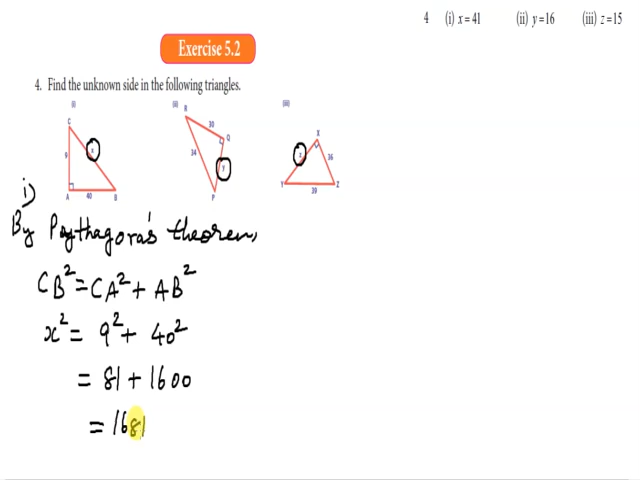 4 (i) x=41 (ii) y=16 (iii) z=15
Exercise 5.2
4. Find the unknown side in the following triangles.
(i) (ii) (iii)
C 9 x A 40 B
R 30 Q 34 y P
X z 36 Y 39 Z
i)
By Pythagora's theorem,
CB²=CA²+ AB²
x² = 9² + 40²
= 81 + 1600
= 1681